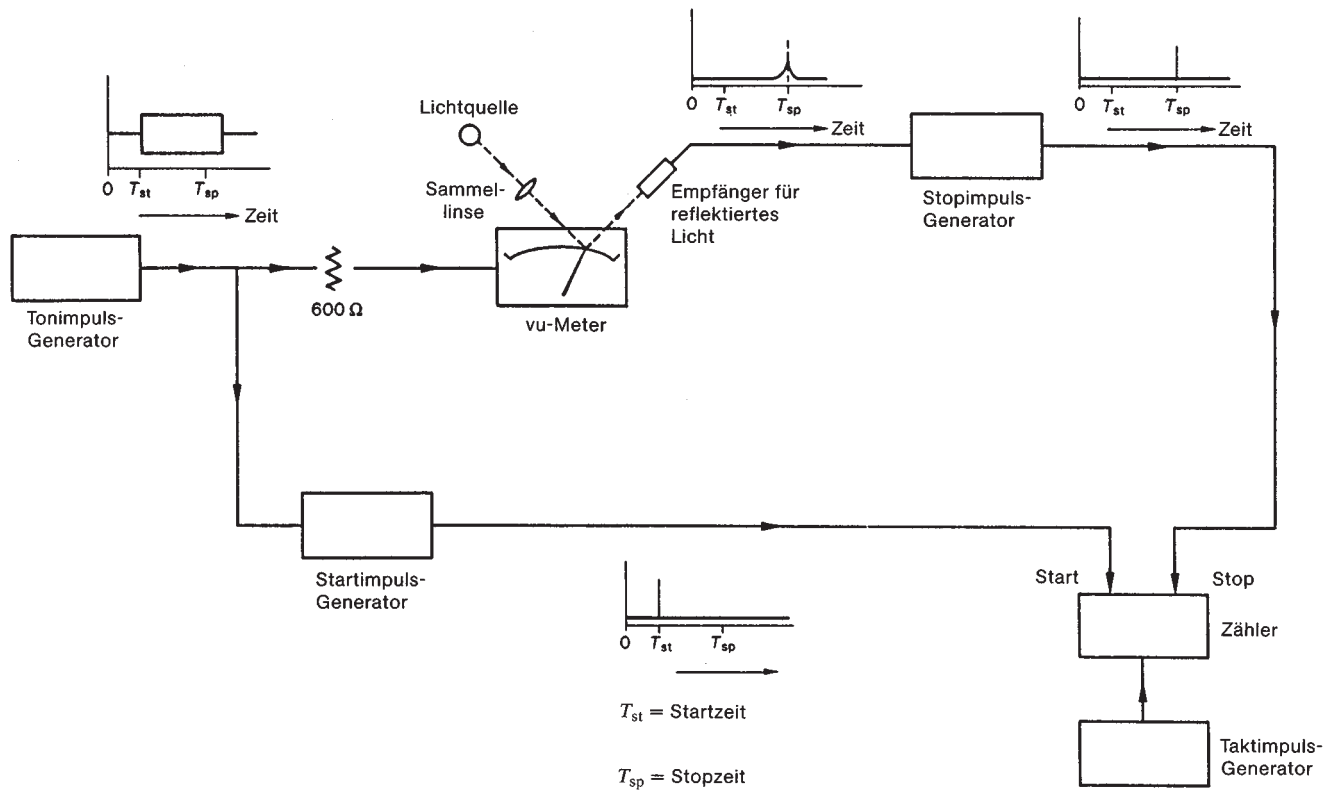 0 T_st T_sp
Zeit
Tonimpuls-
Generator
600 Ω
Lichtquelle
Sammel-
linse
vu-Meter
0 T_st T_sp
Zeit
Empfänger für
reflektiertes
Licht
Stopimpuls-
Generator
0 T_st T_sp
Zeit
Startimpuls-
Generator
0 T_st T_sp
T_st = Startzeit
T_sp = Stopzeit
Start
Stop
Zähler
Taktimpuls-
Generator